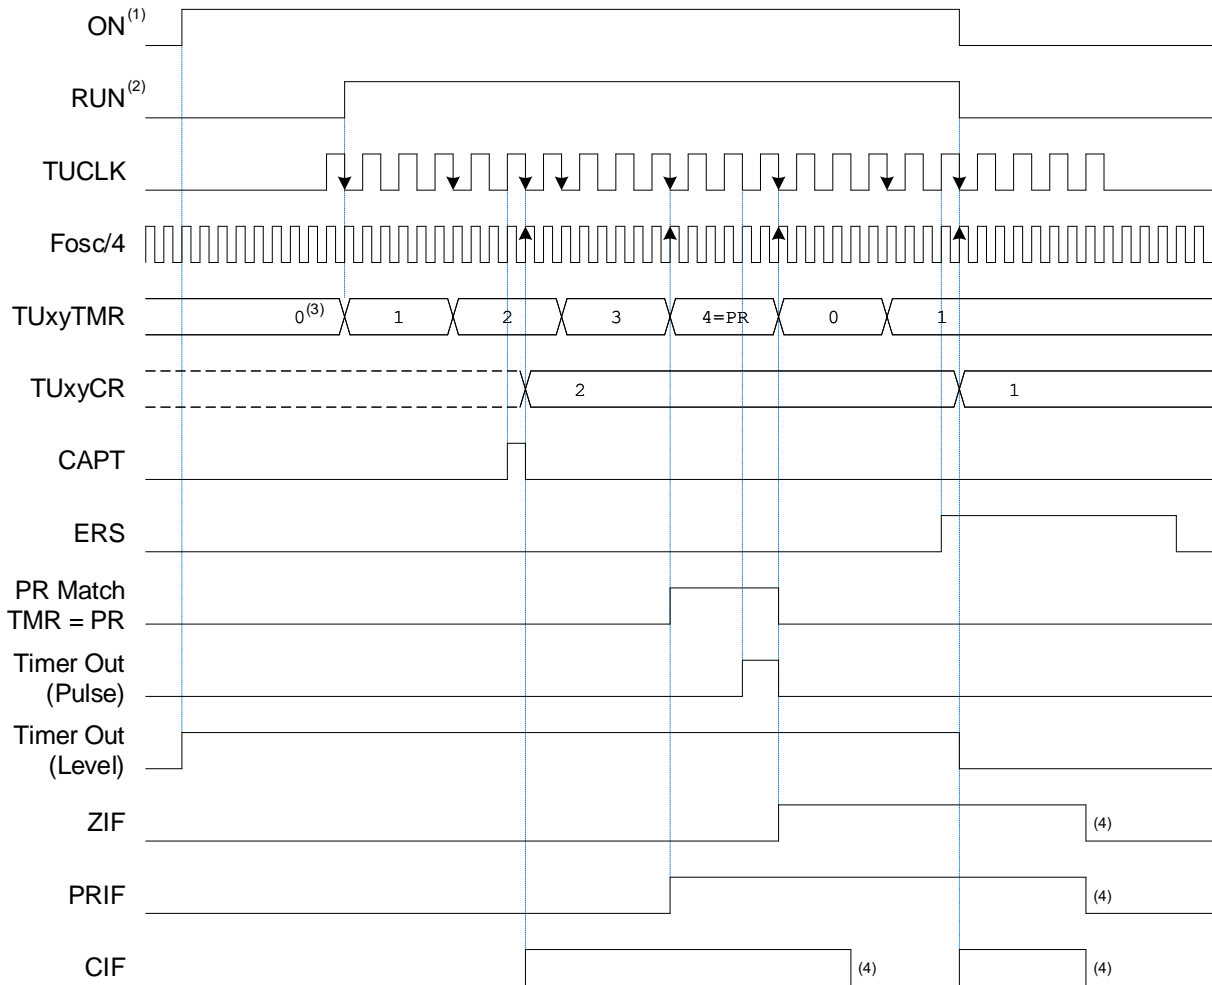 ON(1)
RUN(2)
TUCLK
Fosc/4
TUxyTMR 0(3) 1 2 3 4=PR 0 1
TUxyCR 2 1
CAPT
ERS
PR Match
TMR = PR
Timer Out
(Pulse)
Timer Out
(Level)
ZIF (4)
PRIF (4)
CIF (4) (4)